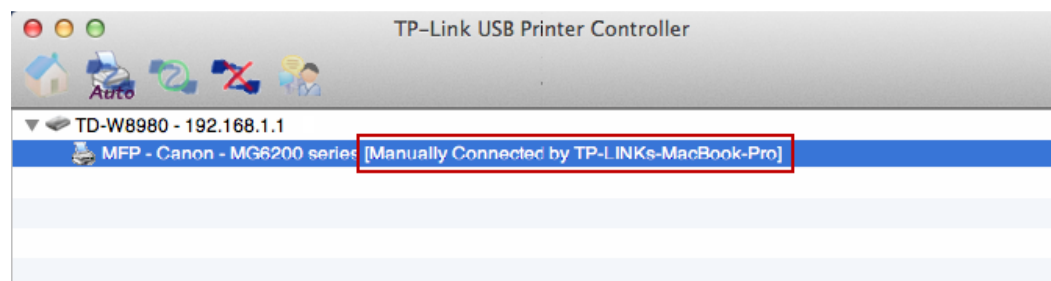 TP-Link USB Printer Controller
Auto
TD-W8980 - 192.168.1.1
MFP - Canon - MG6200 series [Manually Connected by TP-LINKs-MacBook-Pro]